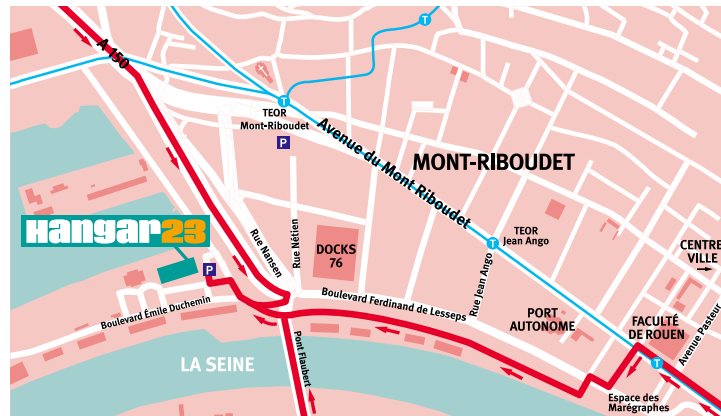 A 150
T
T
TEOR
Mont-Riboudet
P
Avenue du Mont Riboudet
MONT-RIBOUDET
Hangar23
P
Rue Nansen
Rue Nétien
DOCKS
76
T
TEOR
Jean Ango
Rue Jean Ango
CENTRE
VILLE
Boulevard Émile Duchemin
Boulevard Ferdinand de Lesseps
PORT
AUTONOME
FACULTÉ
DE ROUEN
Avenue Pasteur
LA SEINE
Pont Flaubert
T
Espace des
Marégraphes